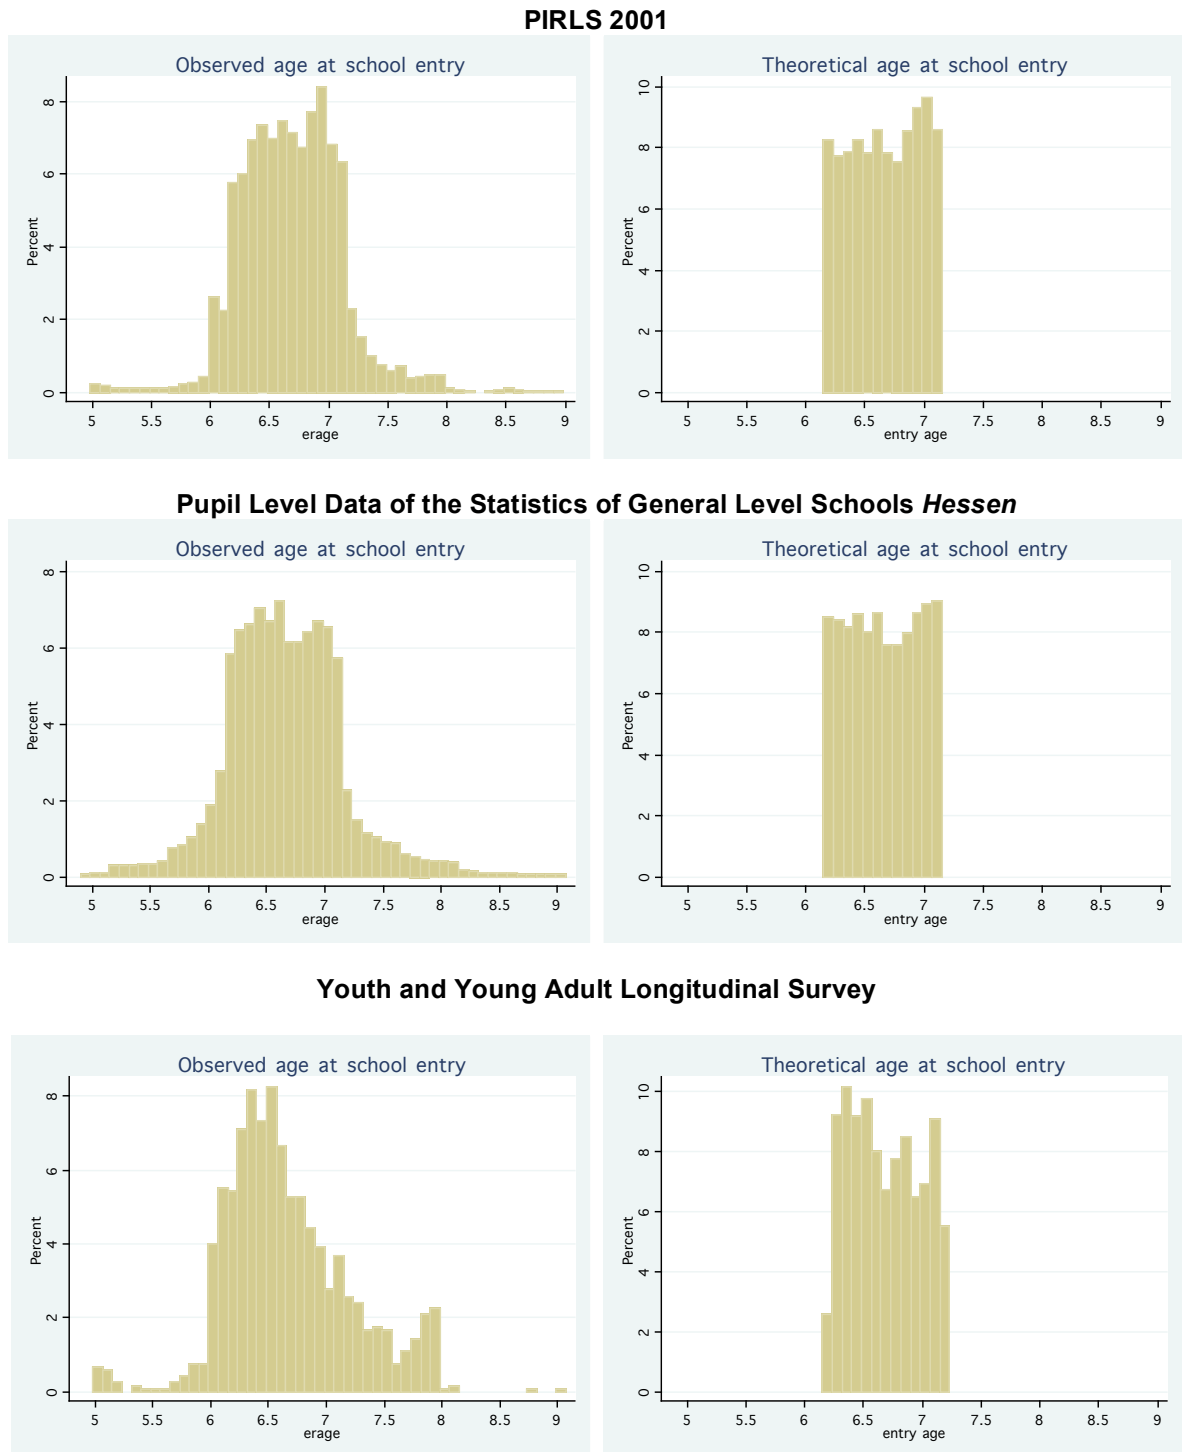 PIRLS 2001
Observed age at school entry
8
6
4
2
0
Percent
5 5.5 6 6.5 7 7.5 8 8.5 9
erage
Theoretical age at school entry
10
8
6
4
2
0
Percent
5 5.5 6 6.5 7 7.5 8 8.5 9
entry age
Pupil Level Data of the Statistics of General Level Schools Hessen
Observed age at school entry
8
6
4
2
0
Percent
5 5.5 6 6.5 7 7.5 8 8.5 9
erage
Theoretical age at school entry
10
8
6
4
2
0
Percent
5 5.5 6 6.5 7 7.5 8 8.5 9
entry age
Youth and Young Adult Longitudinal Survey
Observed age at school entry
8
6
4
2
0
Percent
5 5.5 6 6.5 7 7.5 8 8.5 9
erage
Theoretical age at school entry
10
8
6
4
2
0
Percent
5 5.5 6 6.5 7 7.5 8 8.5 9
entry age